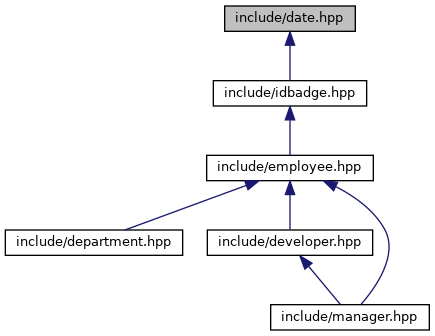 include/date.hpp
include/idbadge.hpp
include/employee.hpp
include/department.hpp
include/developer.hpp
include/manager.hpp